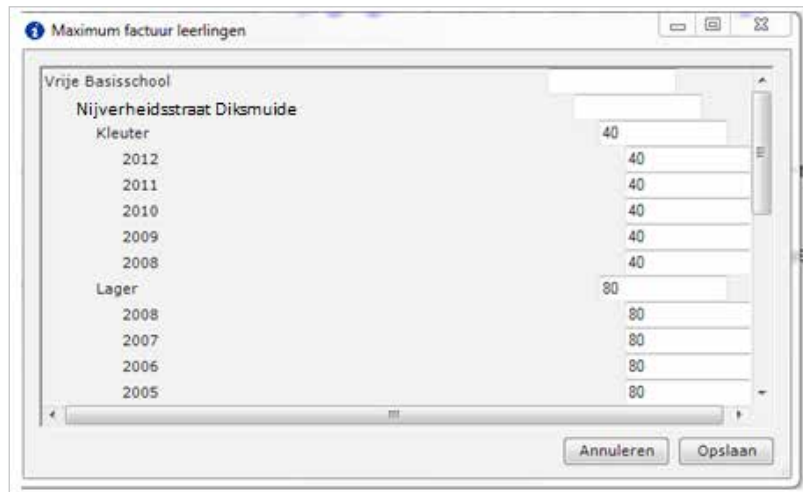 Maximum factuur leerlingen
Vrije Basisschool
Nijverheidsstraat Diksmuide
Kleuter 40
2012 40
2011 40
2010 40
2009 40
2008 40
Lager 80
2008 80
2007 80
2006 80
2005 80
Annuleren Opslaan